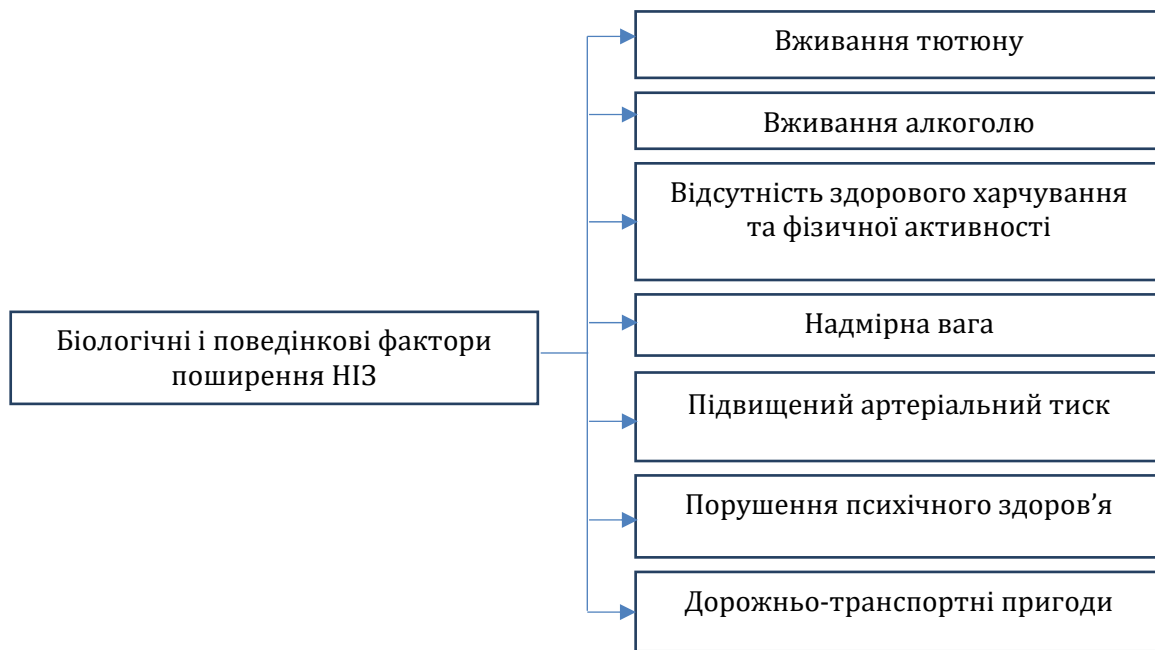 Вживання тютюну
Вживання алкоголю
Відсутність здорового харчування
та фізичної активності
Біологічні і поведінкові фактори
поширення НІЗ
Надмірна вага
Підвищений артеріальний тиск
Порушення психічного здоров’я
Дорожньо-транспортні пригоди